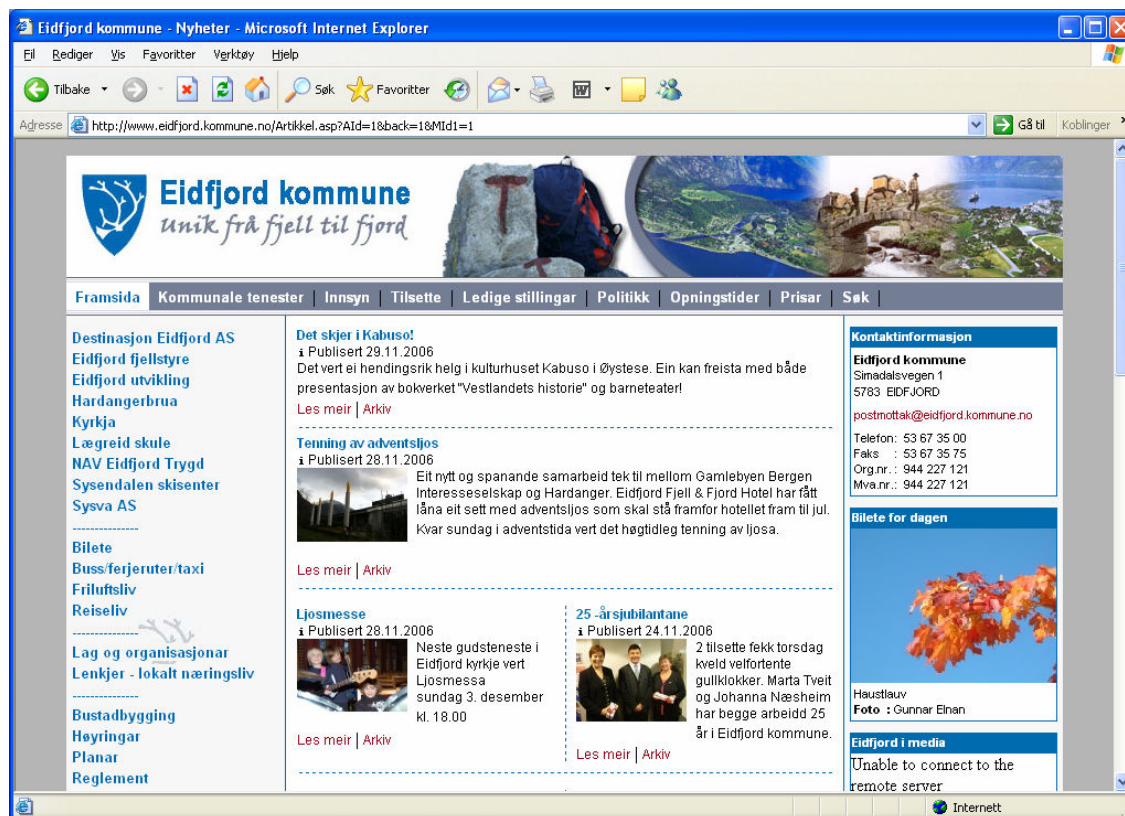 Eidfjord kommune - Nyheter - Microsoft Internet Explorer
Fil Rediger Vis Favoritter Verktøy Hjelp
Tilbake Søk Favoritter
Adresse http://www.eidfjord.kommune.no/Artikkel.asp?AId=1&back=1&MId1=1 Gå til Koblinger
Eidfjord kommune
Unik frå fjell til fjord
Framsida Kommunale tenester | Innsyn | Tilsette | Ledige stillingar | Politikk | Opningstider | Prisar | Søk |
Destinasjon Eidfjord AS
Eidfjord fjellstyre
Eidfjord utvikling
Hardangerbrua
Kyrkja
Lægreid skule
NAV Eidfjord Trygd
Sysendalen skisenter
Sysva AS
---------------
Bilete
Buss/ferjeruter/taxi
Friluftsliv
Reiseliv
---------------
Lag og organisasjonar
Lenkjer - lokalt næringsliv
---------------
Bustadbygging
Høyringar
Planar
Reglement
Det skjer i Kabuso!
i Publisert 29.11.2006
Det vert ei hendingsrik helg i kulturhuset Kabuso i Øystese. Ein kan freista med både
presentasjon av bokverket "Vestlandets historie" og barneteater!
Les meir | Arkiv
Tenning av adventsljos
i Publisert 28.11.2006
Eit nytt og spanande samarbeid tek til mellom Gamlebyen Bergen
Interesseselskap og Hardanger. Eidfjord Fjell & Fjord Hotel har fått
låna eit sett med adventsljos som skal stå framfor hotellet fram til jul.
Kvar sundag i adventstida vert det høgtidleg tenning av ljosa.
Les meir | Arkiv
Ljosmesse
i Publisert 28.11.2006
Neste gudsteneste i
Eidfjord kyrkje vert
Ljosmessa
sundag 3. desember
kl. 18.00
Les meir | Arkiv
25 -årsjubilantane
i Publisert 24.11.2006
2 tilsette fekk torsdag
kveld velfortente
gullklokker. Marta Tveit
og Johanna Næsheim
har begge arbeidd 25
år i Eidfjord kommune.
Les meir | Arkiv
Kontaktinformasjon
Eidfjord kommune
Simadalsvegen 1
5783 EIDFJORD
postmottak@eidfjord.kommune.no
Telefon: 53 67 35 00
Faks : 53 67 35 75
Org.nr.: 944 227 121
Mva.nr.: 944 227 121
Bilete for dagen
Haustlauv
Foto : Gunnar Elnan
Eidfjord i media
Unable to connect to the
remote server
Internett